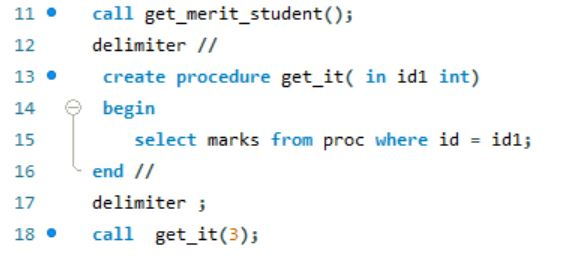 11 call get_merit_student();
12 delimiter //
13 create procedure get_it( in id1 int)
14 begin
15 select marks from proc where id = id1;
16 end //
17 delimiter ;
18 call  get_it(3);